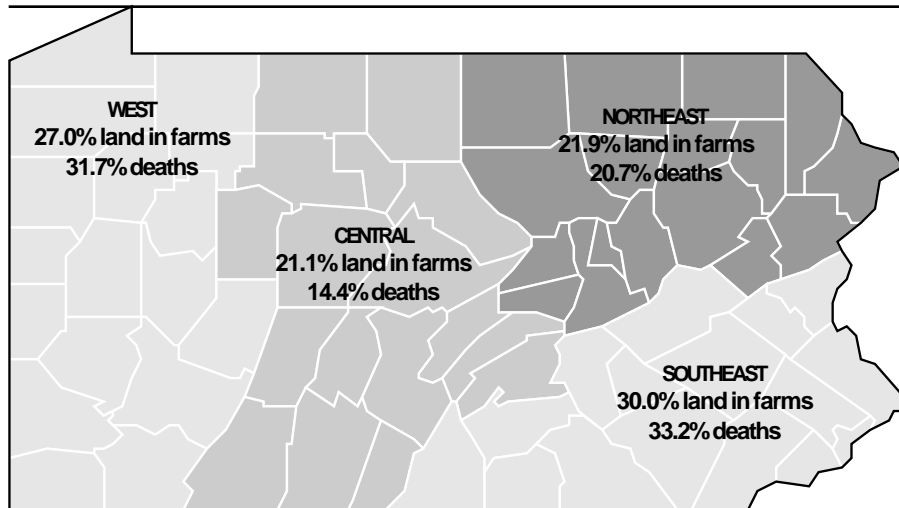 WEST
27.0% land in farms
31.7% deaths
NORTHEAST
21.9% land in farms
20.7% deaths
CENTRAL
21.1% land in farms
14.4% deaths
SOUTHEAST
30.0% land in farms
33.2% deaths